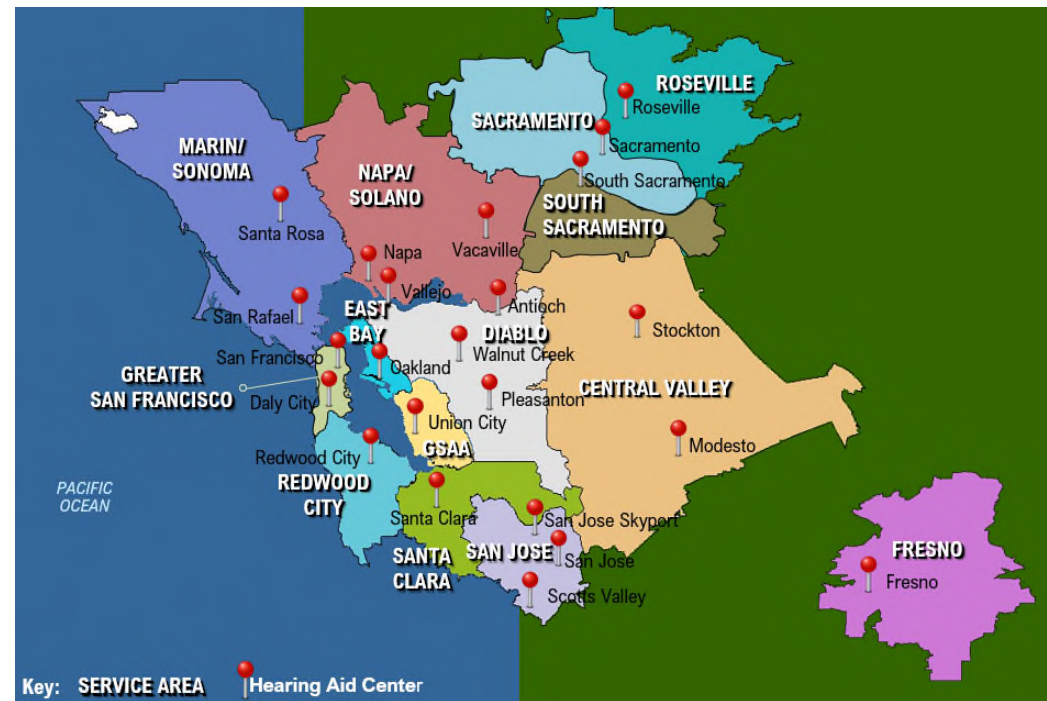 ROSEVILLE
Roseville
SACRAMENTO
Sacramento
South Sacramento
MARIN/
SONOMA
NAPA/
SOLANO
SOUTH
SACRAMENTO
Santa Rosa
Vacaville
Napa
Vallejo
Antioch
San Rafael
EAST
BAY
DIABLO
Stockton
San Francisco
Oakland
Walnut Creek
GREATER
SAN FRANCISCO
CENTRAL VALLEY
Daly City
Pleasanton
Union City
GSAA
Modesto
Redwood City
REDWOOD
CITY
PACIFIC
OCEAN
Santa Clara
San Jose Skyport
SANTA
CLARA
SAN JOSE
San Jose
FRESNO
Fresno
Scotts Valley
Key: SERVICE AREA Hearing Aid Center